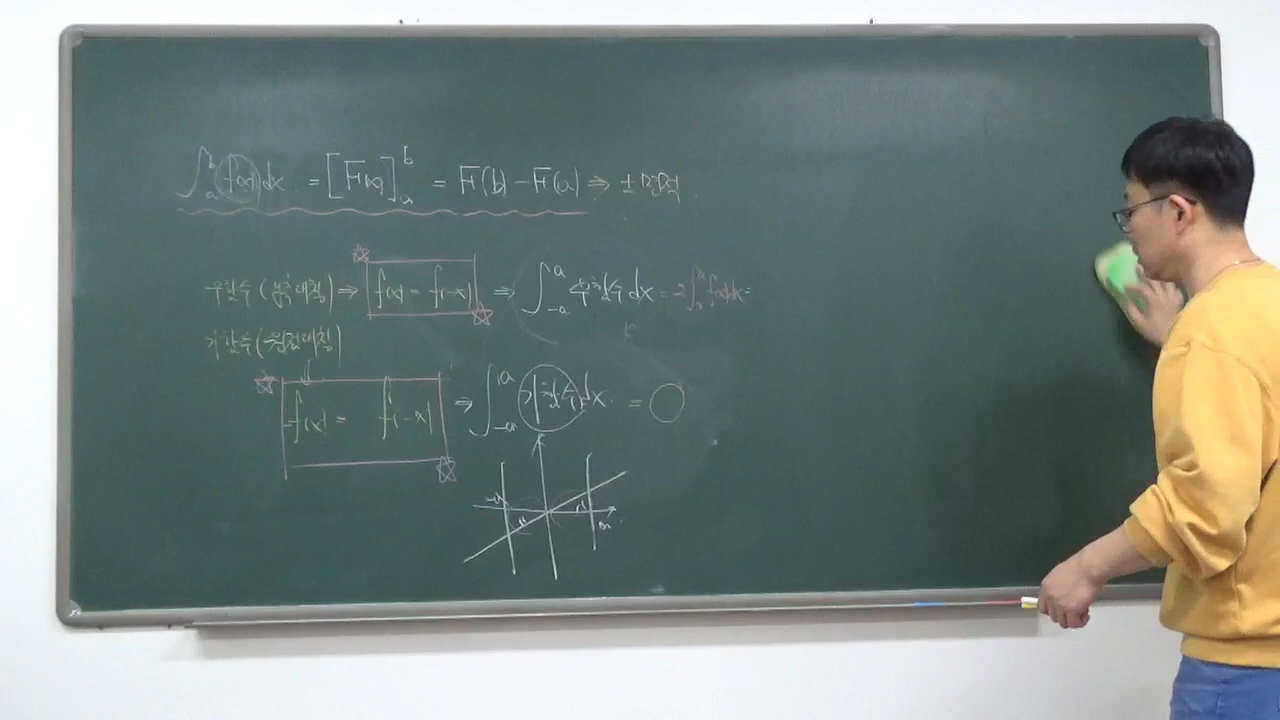 ∫ₐᵇ f(x) dx = [F(x)]ₐᵇ = F(b) - F(a) ⇒ ± 면적
우함수 (y축 대칭) ⇒ f(x) = f(-x) ⇒ ∫₋ₐᵃ 우함수 dx = 2∫₀ᵃ f(x)dx
기함수 (원점대칭)
-f(x) = f(-x) ⇒ ∫₋ₐᵃ 기함수 dx = 0
-a